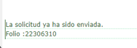 La solicitud ya ha sido enviada.
Folio :22306310